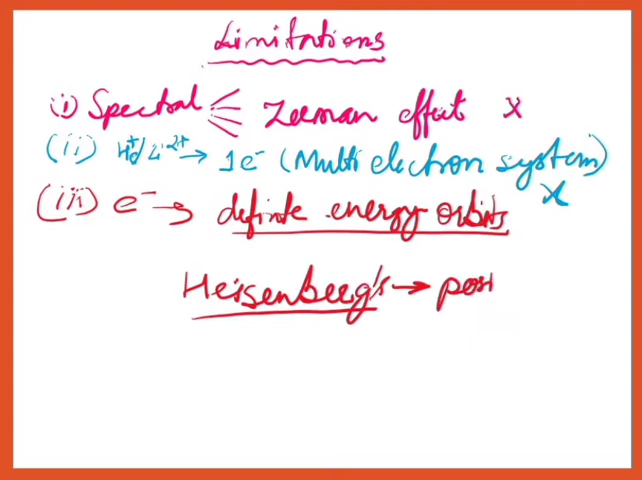 Limitations
(i) Spectral Zeeman effect X
(ii) He⁺/Li²⁺ → 1e⁻ (Multi electron system) X
(iii) e⁻ → definite energy orbits
Heisenberg's → posi